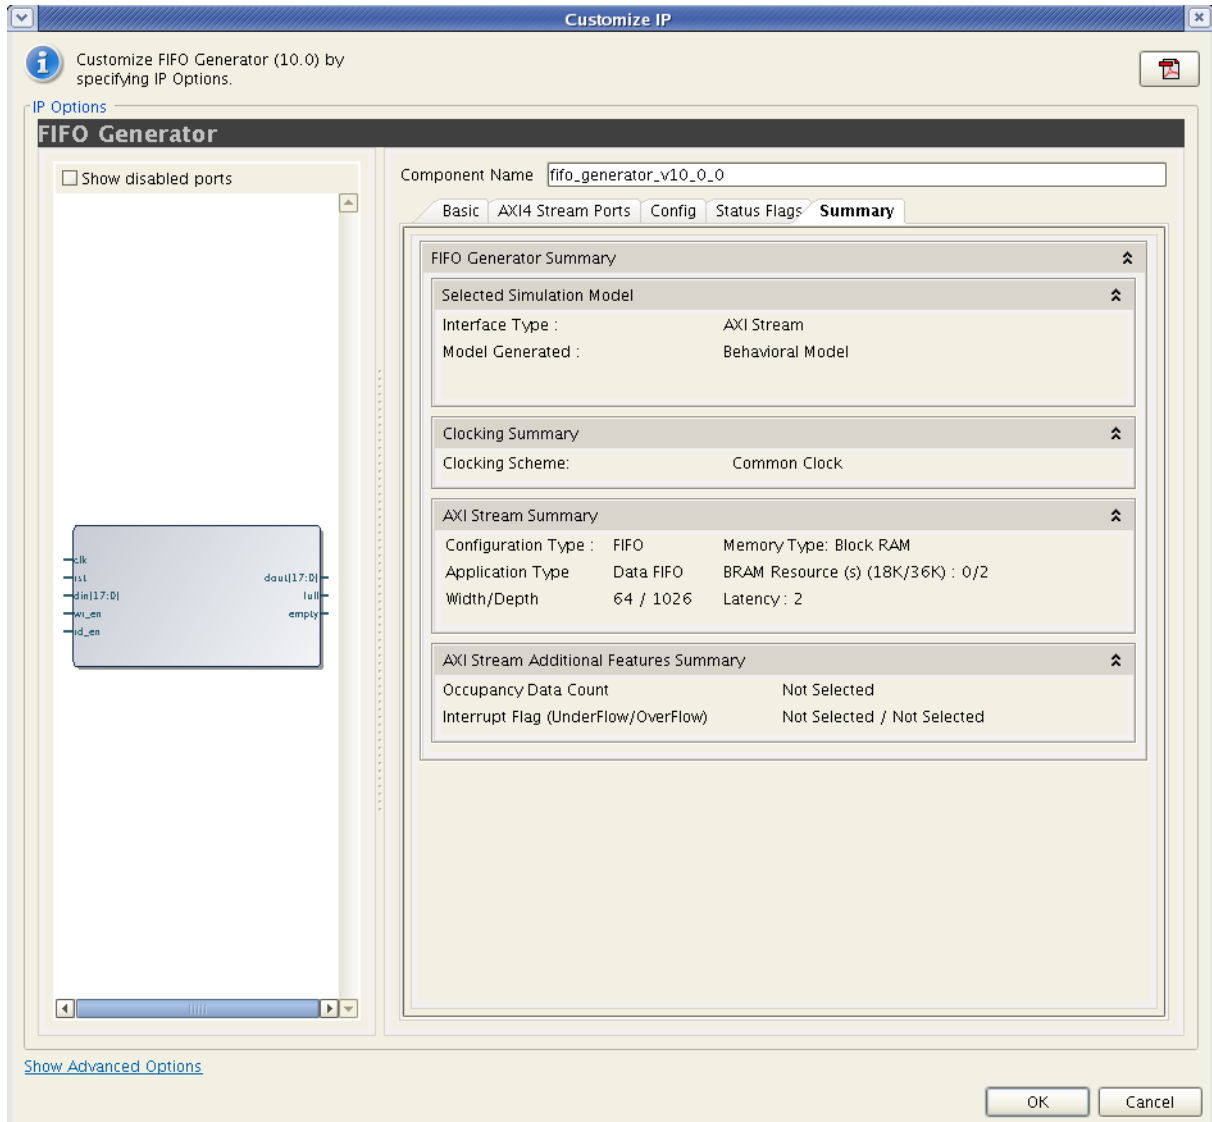 Customize IP
Customize FIFO Generator (10.0) by
specifying IP Options.
IP Options
FIFO Generator
Show disabled ports
clk
rst
din[17:0]
wr_en
rd_en
dout[17:0]
full
empty
Component Name fifo_generator_v10_0_0
Basic AXI4 Stream Ports Config Status Flags Summary
FIFO Generator Summary
Selected Simulation Model
Interface Type : AXI Stream
Model Generated : Behavioral Model
Clocking Summary
Clocking Scheme: Common Clock
AXI Stream Summary
Configuration Type : FIFO Memory Type: Block RAM
Application Type Data FIFO BRAM Resource (s) (18K/36K) : 0/2
Width/Depth 64 / 1026 Latency : 2
AXI Stream Additional Features Summary
Occupancy Data Count Not Selected
Interrupt Flag (UnderFlow/OverFlow) Not Selected / Not Selected
Show Advanced Options
OK Cancel